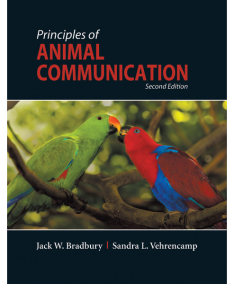 Principles of
ANIMAL
COMMUNICATION
Second Edition
Jack W. Bradbury | Sandra L. Vehrencamp